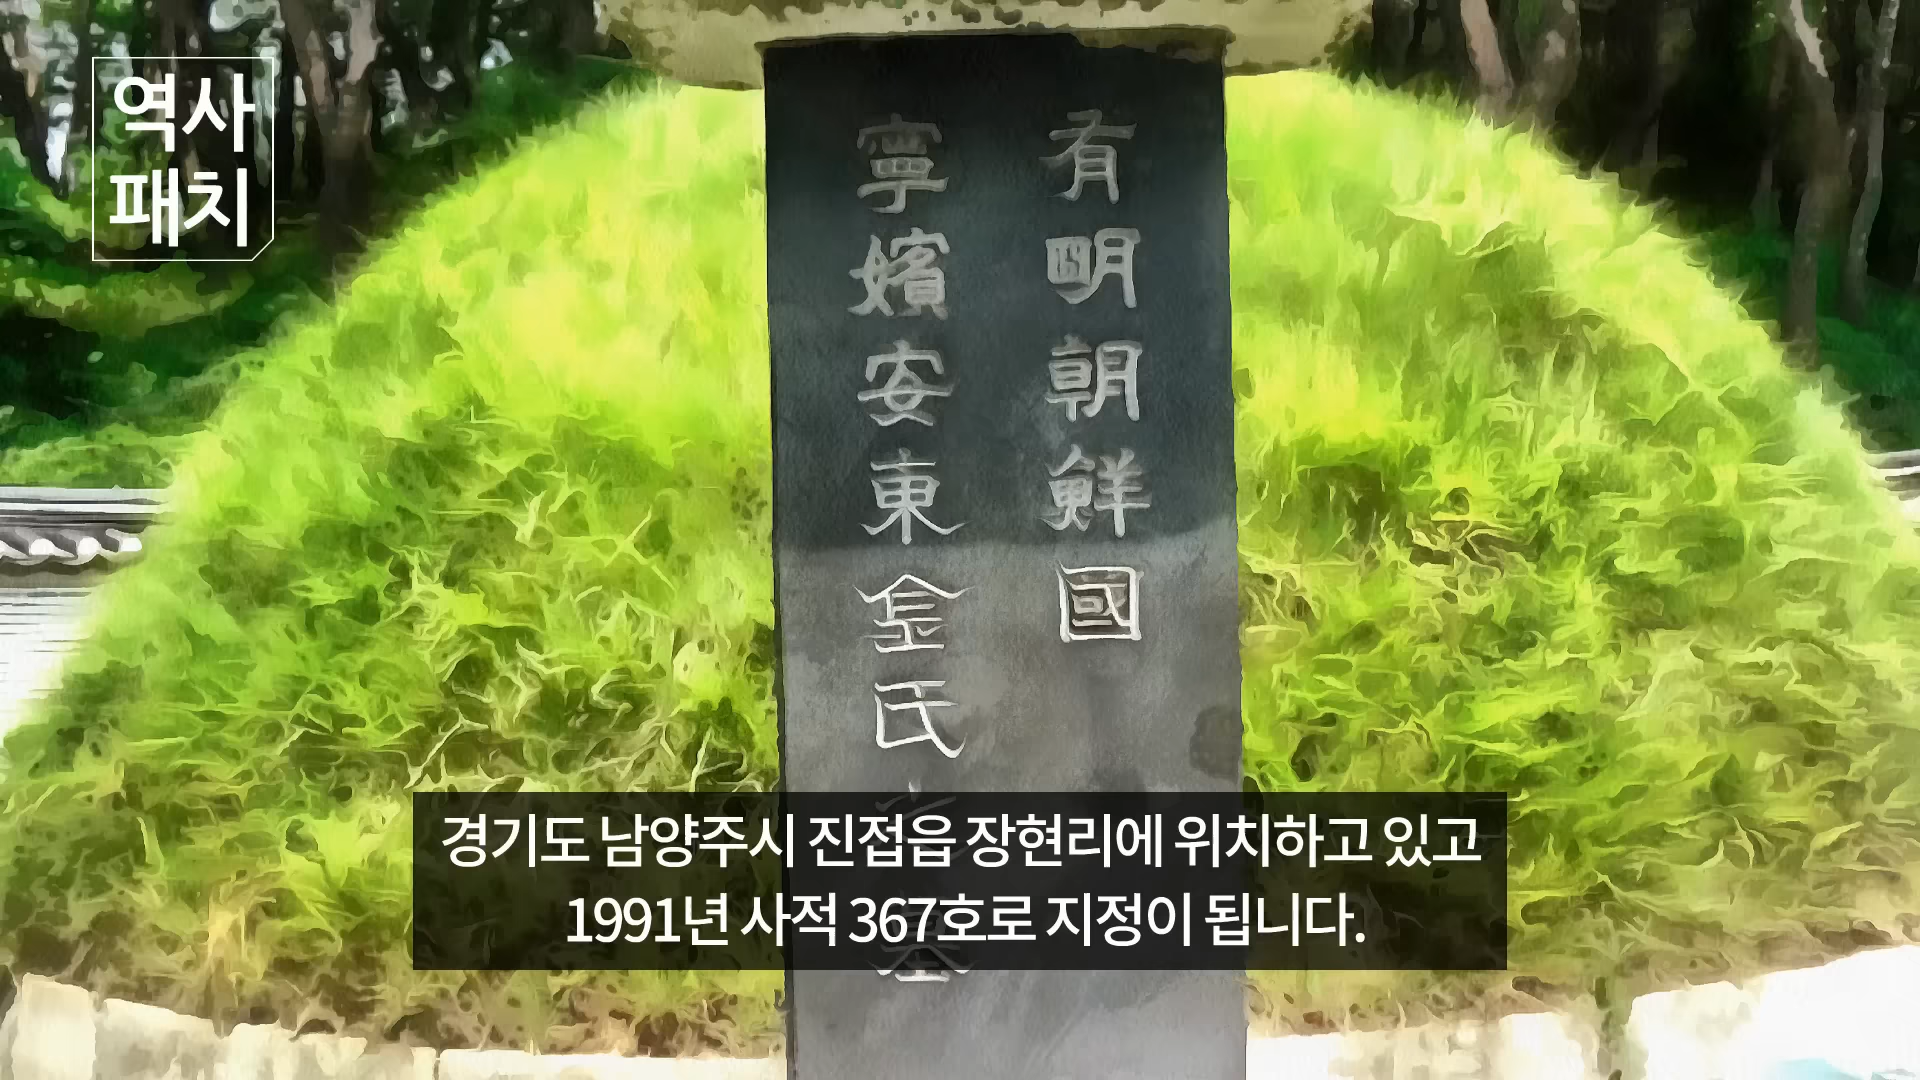 역사
패치
有明朝鮮國
寧嬪安東金氏之墓
경기도 남양주시 진접읍 장현리에 위치하고 있고
1991년 사적 367호로 지정이 됩니다.